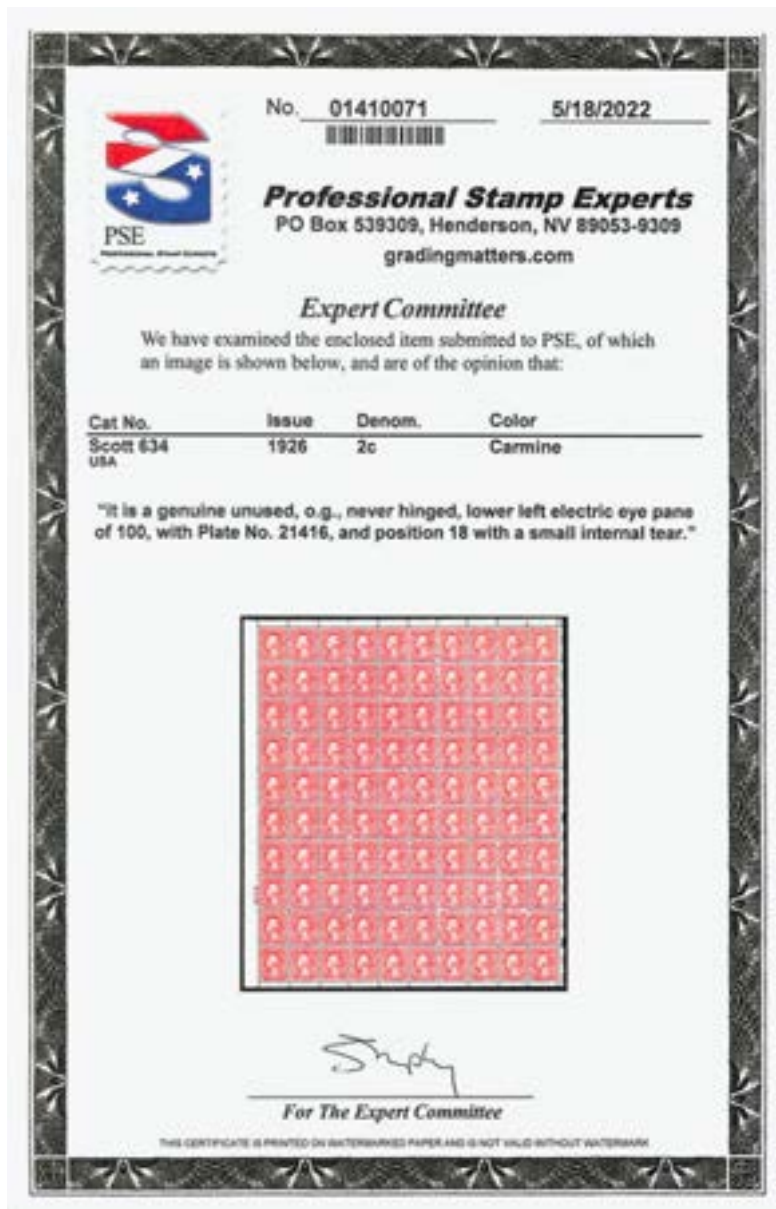 No. 01410071 5/18/2022
PSE
Professional Stamp Experts
PO Box 539309, Henderson, NV 89053-9309
gradingmatters.com
Expert Committee
We have examined the enclosed item submitted to PSE, of which
an image is shown below, and are of the opinion that:
Cat No. Issue Denom. Color
Scott 634 1926 2c Carmine
USA
"it is a genuine unused, o.g., never hinged, lower left electric eye pane
of 100, with Plate No. 21416, and position 18 with a small internal tear."
For The Expert Committee
THIS CERTIFICATE IS PRINTED ON WATERMARKED PAPER AND IS NOT VALID WITHOUT WATERMARK